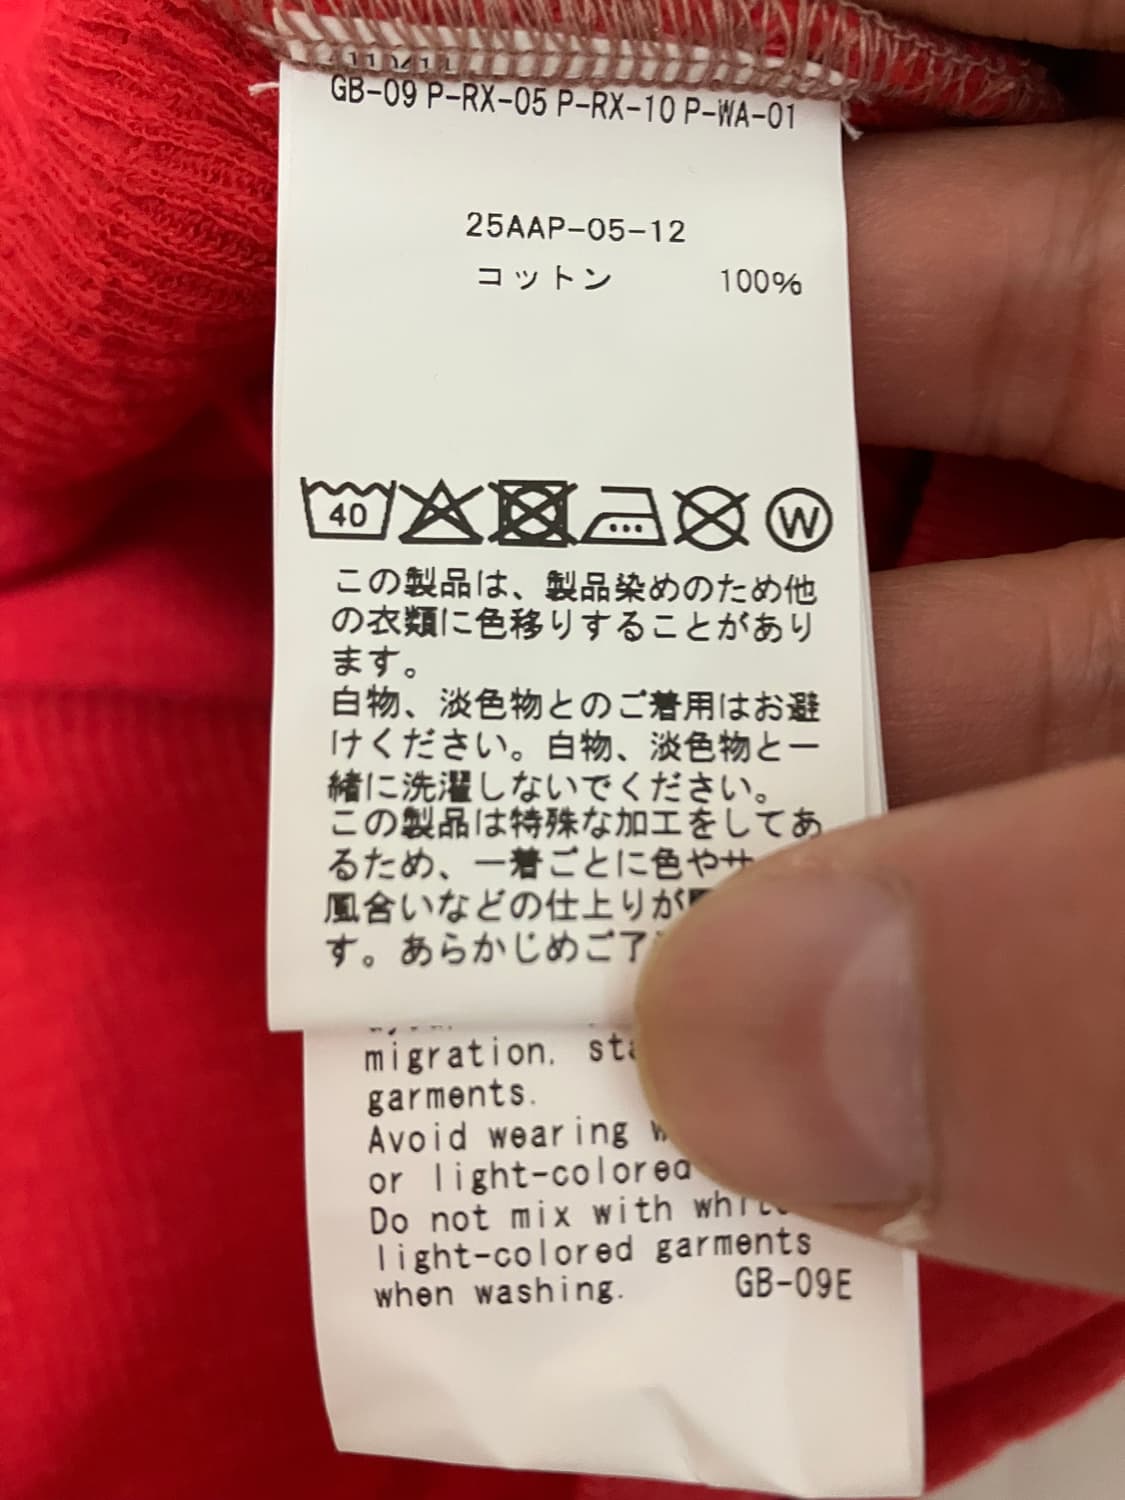 GB-09 P-RX-05 P-RX-10 P-WA-01
25AAP-05-12
コットン 100%
40
W
この製品は、製品染めのため他
の衣類に色移りすることがあり
ます。
白物、淡色物とのご着用はお避
けください。白物、淡色物と一
緒に洗濯しないでください。
この製品は特殊な加工をしてあ
るため、一着ごとに色や
風合いなどの仕上りが
す。あらかじめご了
migration,
garments.
Avoid wearing
or light-colored
Do not mix with
light-colored garments
when washing. GB-09E